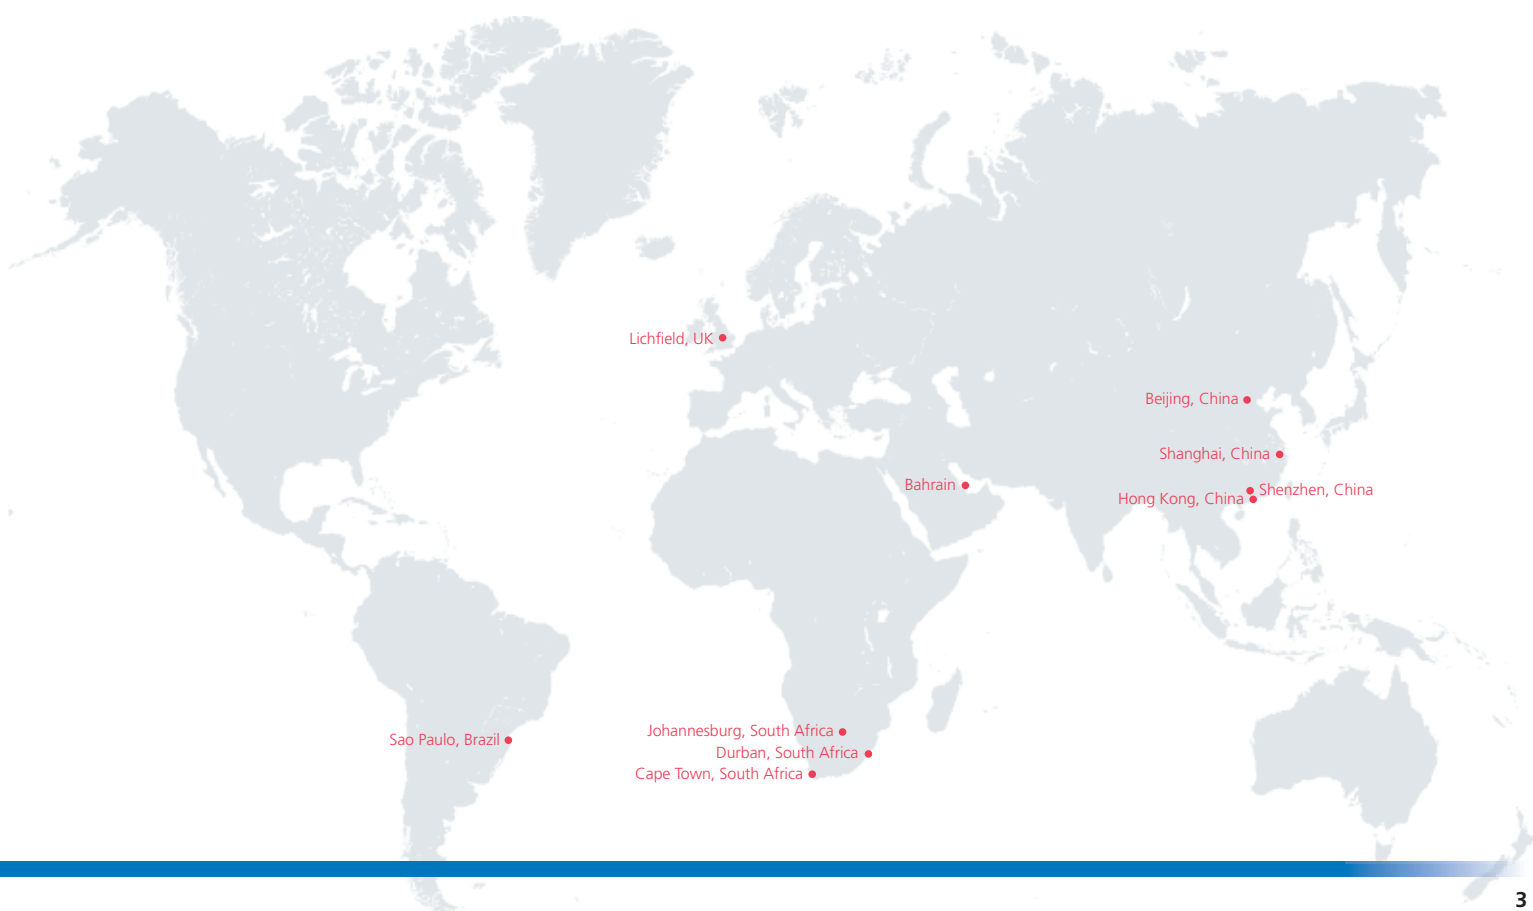 Lichfield, UK
Beijing, China
Shanghai, China
Bahrain
Shenzhen, China
Hong Kong, China
Johannesburg, South Africa
Sao Paulo, Brazil
Durban, South Africa
Cape Town, South Africa
3